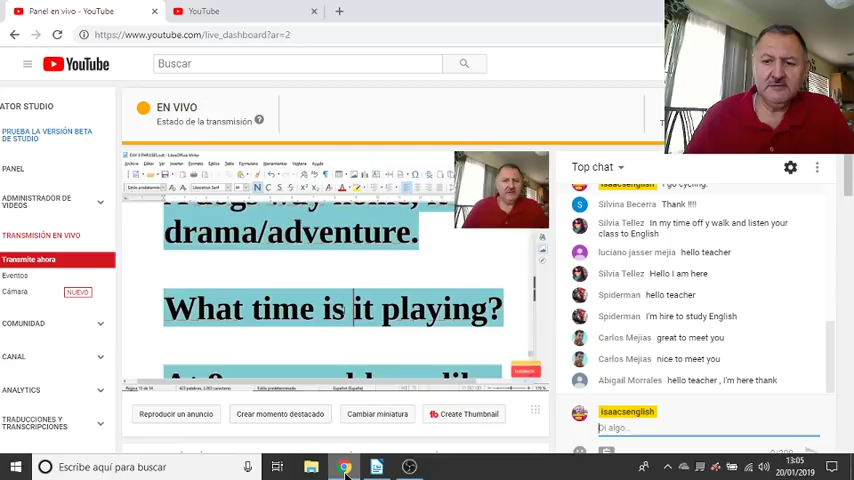 Panel en vivo - YouTube
YouTube
https://www.youtube.com/live_dashboard?ar=2
YouTube
Buscar
ATOR STUDIO
PRUEBA LA VERSIÓN BETA
DE STUDIO
PANEL
ADMINISTRADOR DE
VIDEOS
TRANSMISIÓN EN VIVO
Transmite ahora
Eventos
Cámara
NUEVO
COMUNIDAD
CANAL
ANALYTICS
TRADUCCIONES Y
TRANSCRIPCIONES
EN VIVO
Estado de la transmisión
drama/adventure.
What time is it playing?
Reproducir un anuncio
Crear momento destacado
Cambiar miniatura
Create Thumbnail
Top chat
isaacsenglish I go cycling.
Silvina Becerra Thank !!!!
Silvia Tellez In my time off y walk and listen your
class to English
luciano jasser mejia hello teacher
Silvia Tellez Hello I am here
Spiderman hello teacher
Spiderman I'm hire to study English
Carlos Mejias great to meet you
Carlos Mejias nice to meet you
Abigail Morrales hello teacher , i'm here thank
isaacsenglish
Di algo...
Escribe aquí para buscar
13:05
20/01/2019